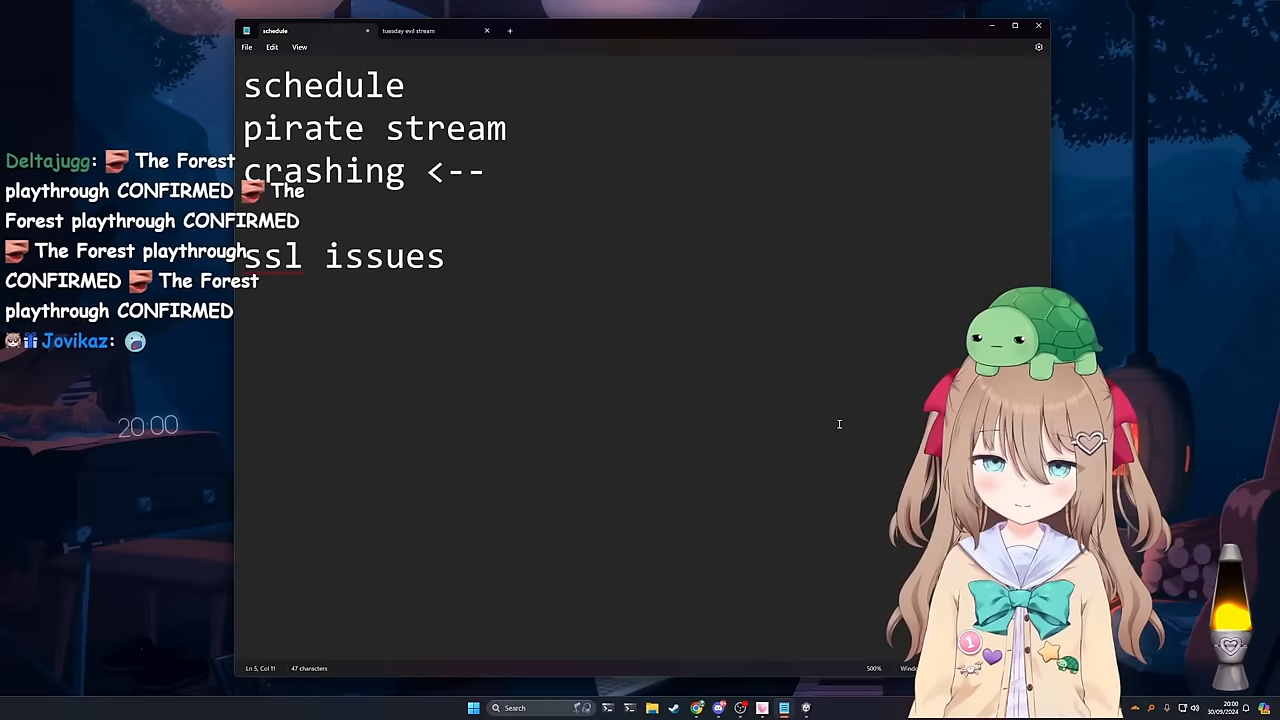 schedule
tuesday evil stream
File Edit View
schedule
pirate stream
crashing <--
ssl issues
Deltajugg: The Forest
playthrough CONFIRMED The
Forest playthrough CONFIRMED
The Forest playthrough
CONFIRMED The Forest
playthrough CONFIRMED
Jovikaz:
20:00
1
Ln 5, Col 11 47 characters 500% Windo
Search
20:00
30/09/2024